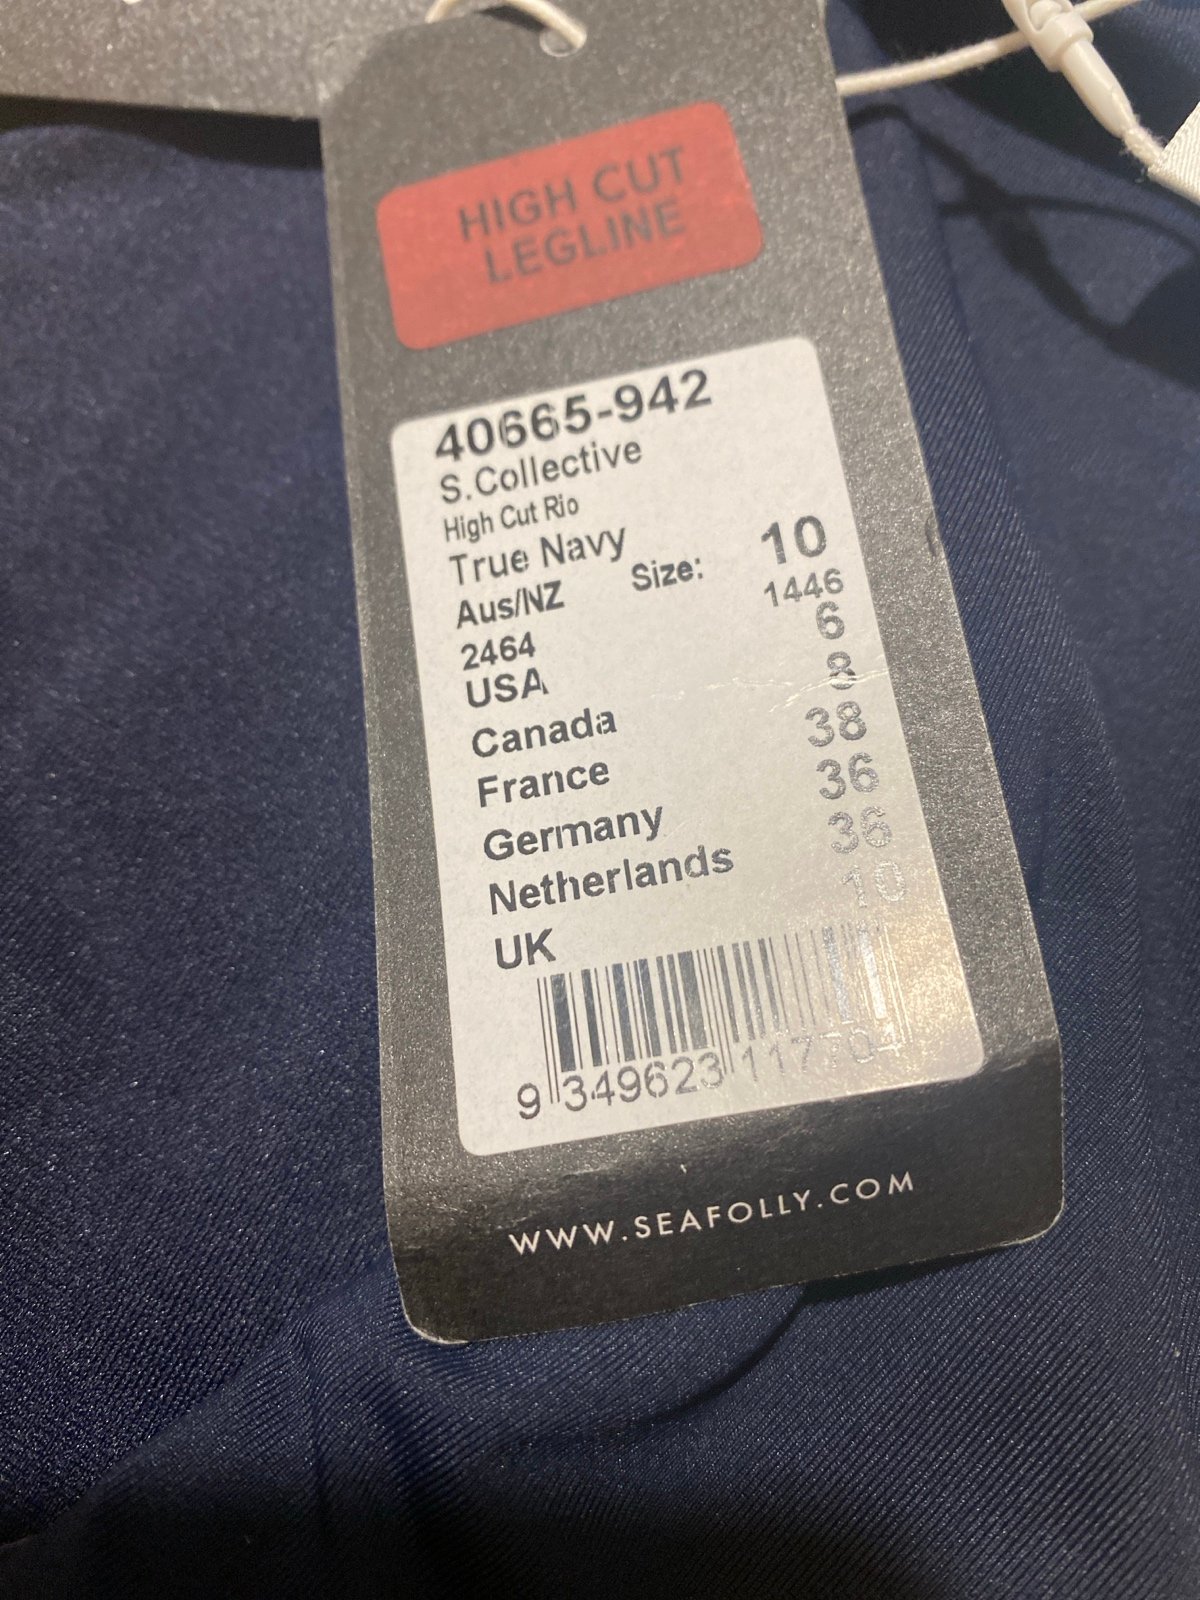 HIGH CUT
LEGLINE
40665-942
S.Collective
High Cut Rio
True Navy
Aus/NZ Size: 10
2464 1446
USA 6
Canada 8
France 38
Germany 36
Netherlands 36
UK 10
9 349623 117704
WWW.SEAFOLLY.COM